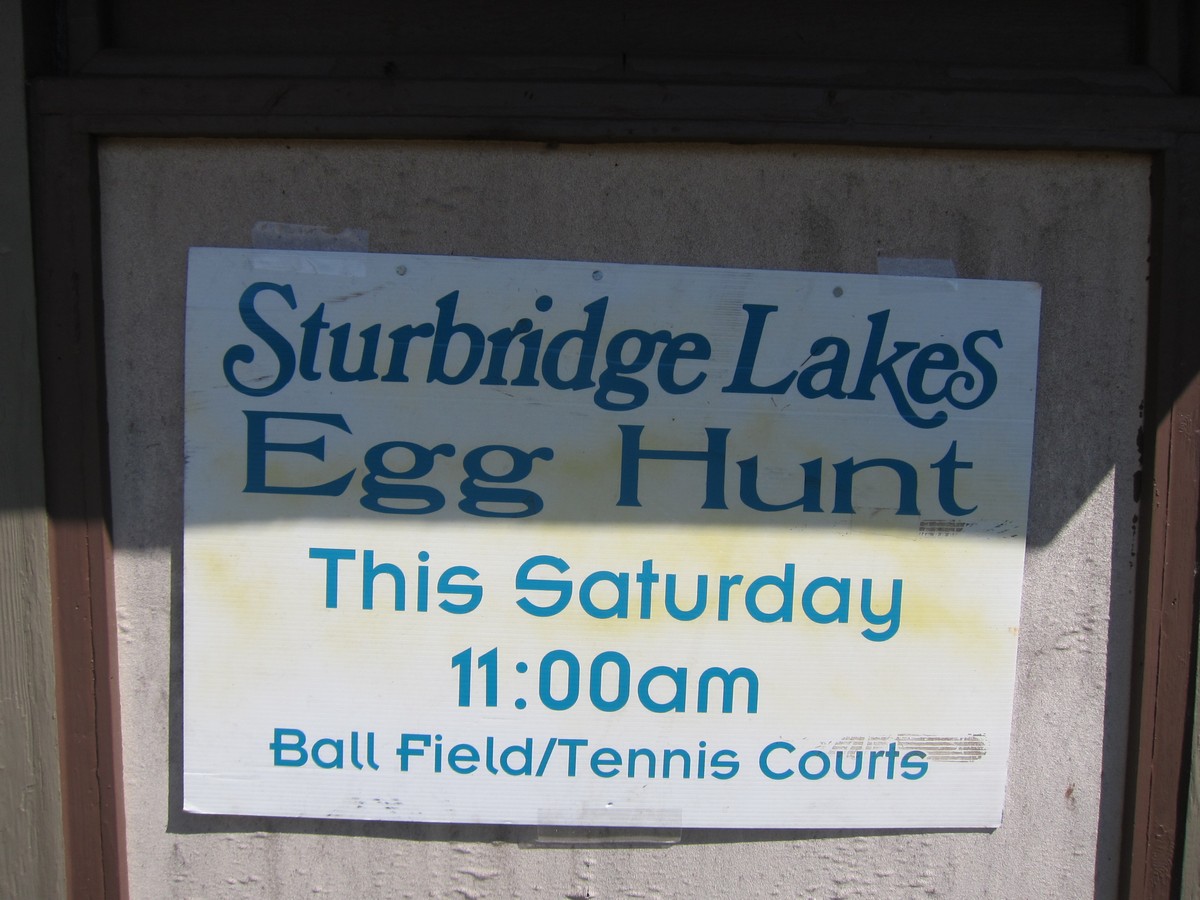 Sturbridge Lakes
Egg Hunt
This Saturday
11:00am
Ball Field/Tennis Courts